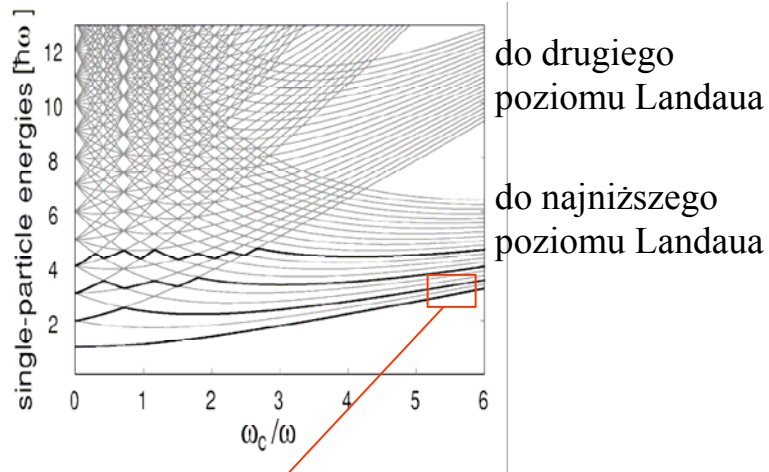 single-particle energies [ħω]
12
10
8
6
4
2
0
1
2
3
4
5
6
ω_c/ω
do drugiego
poziomu Landaua
do najniższego
poziomu Landaua